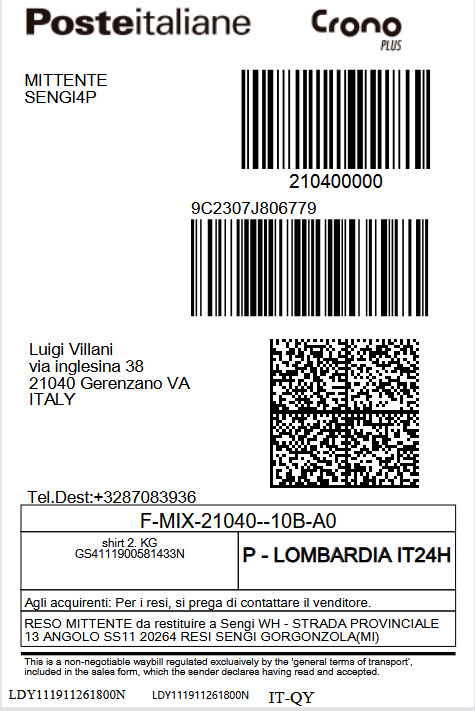 Posteitaliane
Crono
PLUS
MITTENTE
SENGI4P
210400000
9C2307J806779
Luigi Villani
via inglesina 38
21040 Gerenzano VA
ITALY
Tel.Dest:+3287083936
F-MIX-21040--10B-A0
shirt 2. KG
GS4111900581433N
P - LOMBARDIA IT24H
Agli acquirenti: Per i resi, si prega di contattare il venditore.
RESO MITTENTE da restituire a Sengi WH - STRADA PROVINCIALE
13 ANGOLO SS11 20264 RESI SENGI GORGONZOLA(MI)
This is a non-negotiable waybill regulated exclusively by the 'general terms of transport',
included in the sales form, which the sender declares having read and accepted.
LDY111911261800N LDY111911261800N IT-QY